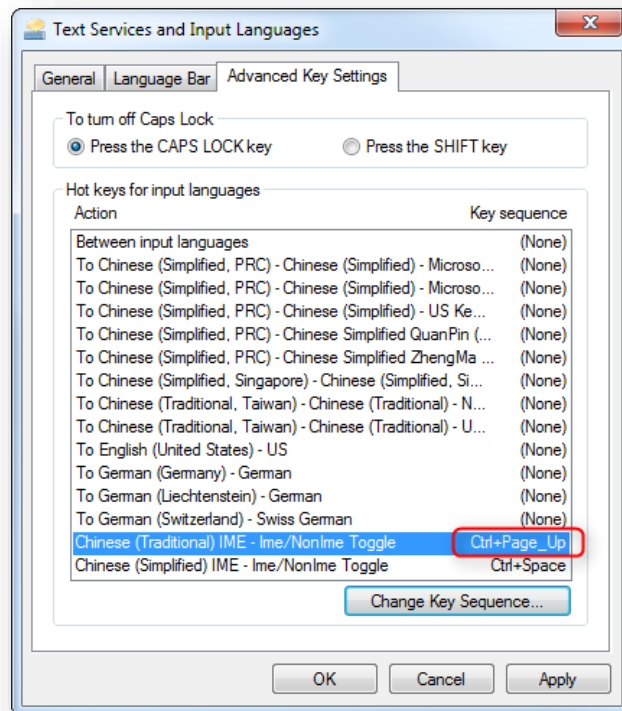 Text Services and Input Languages
General Language Bar Advanced Key Settings
To turn off Caps Lock
Press the CAPS LOCK key Press the SHIFT key
Hot keys for input languages
Action Key sequence
Between input languages (None)
To Chinese (Simplified, PRC) - Chinese (Simplified) - Microso... (None)
To Chinese (Simplified, PRC) - Chinese (Simplified) - Microso... (None)
To Chinese (Simplified, PRC) - Chinese (Simplified) - US Ke... (None)
To Chinese (Simplified, PRC) - Chinese Simplified QuanPin (... (None)
To Chinese (Simplified, PRC) - Chinese Simplified ZhengMa ... (None)
To Chinese (Simplified, Singapore) - Chinese (Simplified, Si... (None)
To Chinese (Traditional, Taiwan) - Chinese (Traditional) - N... (None)
To Chinese (Traditional, Taiwan) - Chinese (Traditional) - U... (None)
To English (United States) - US (None)
To German (Germany) - German (None)
To German (Liechtenstein) - German (None)
To German (Switzerland) - Swiss German (None)
Chinese (Traditional) IME - Ime/NonIme Toggle Ctrl+Page_Up
Chinese (Simplified) IME - Ime/NonIme Toggle Ctrl+Space
Change Key Sequence...
OK Cancel Apply